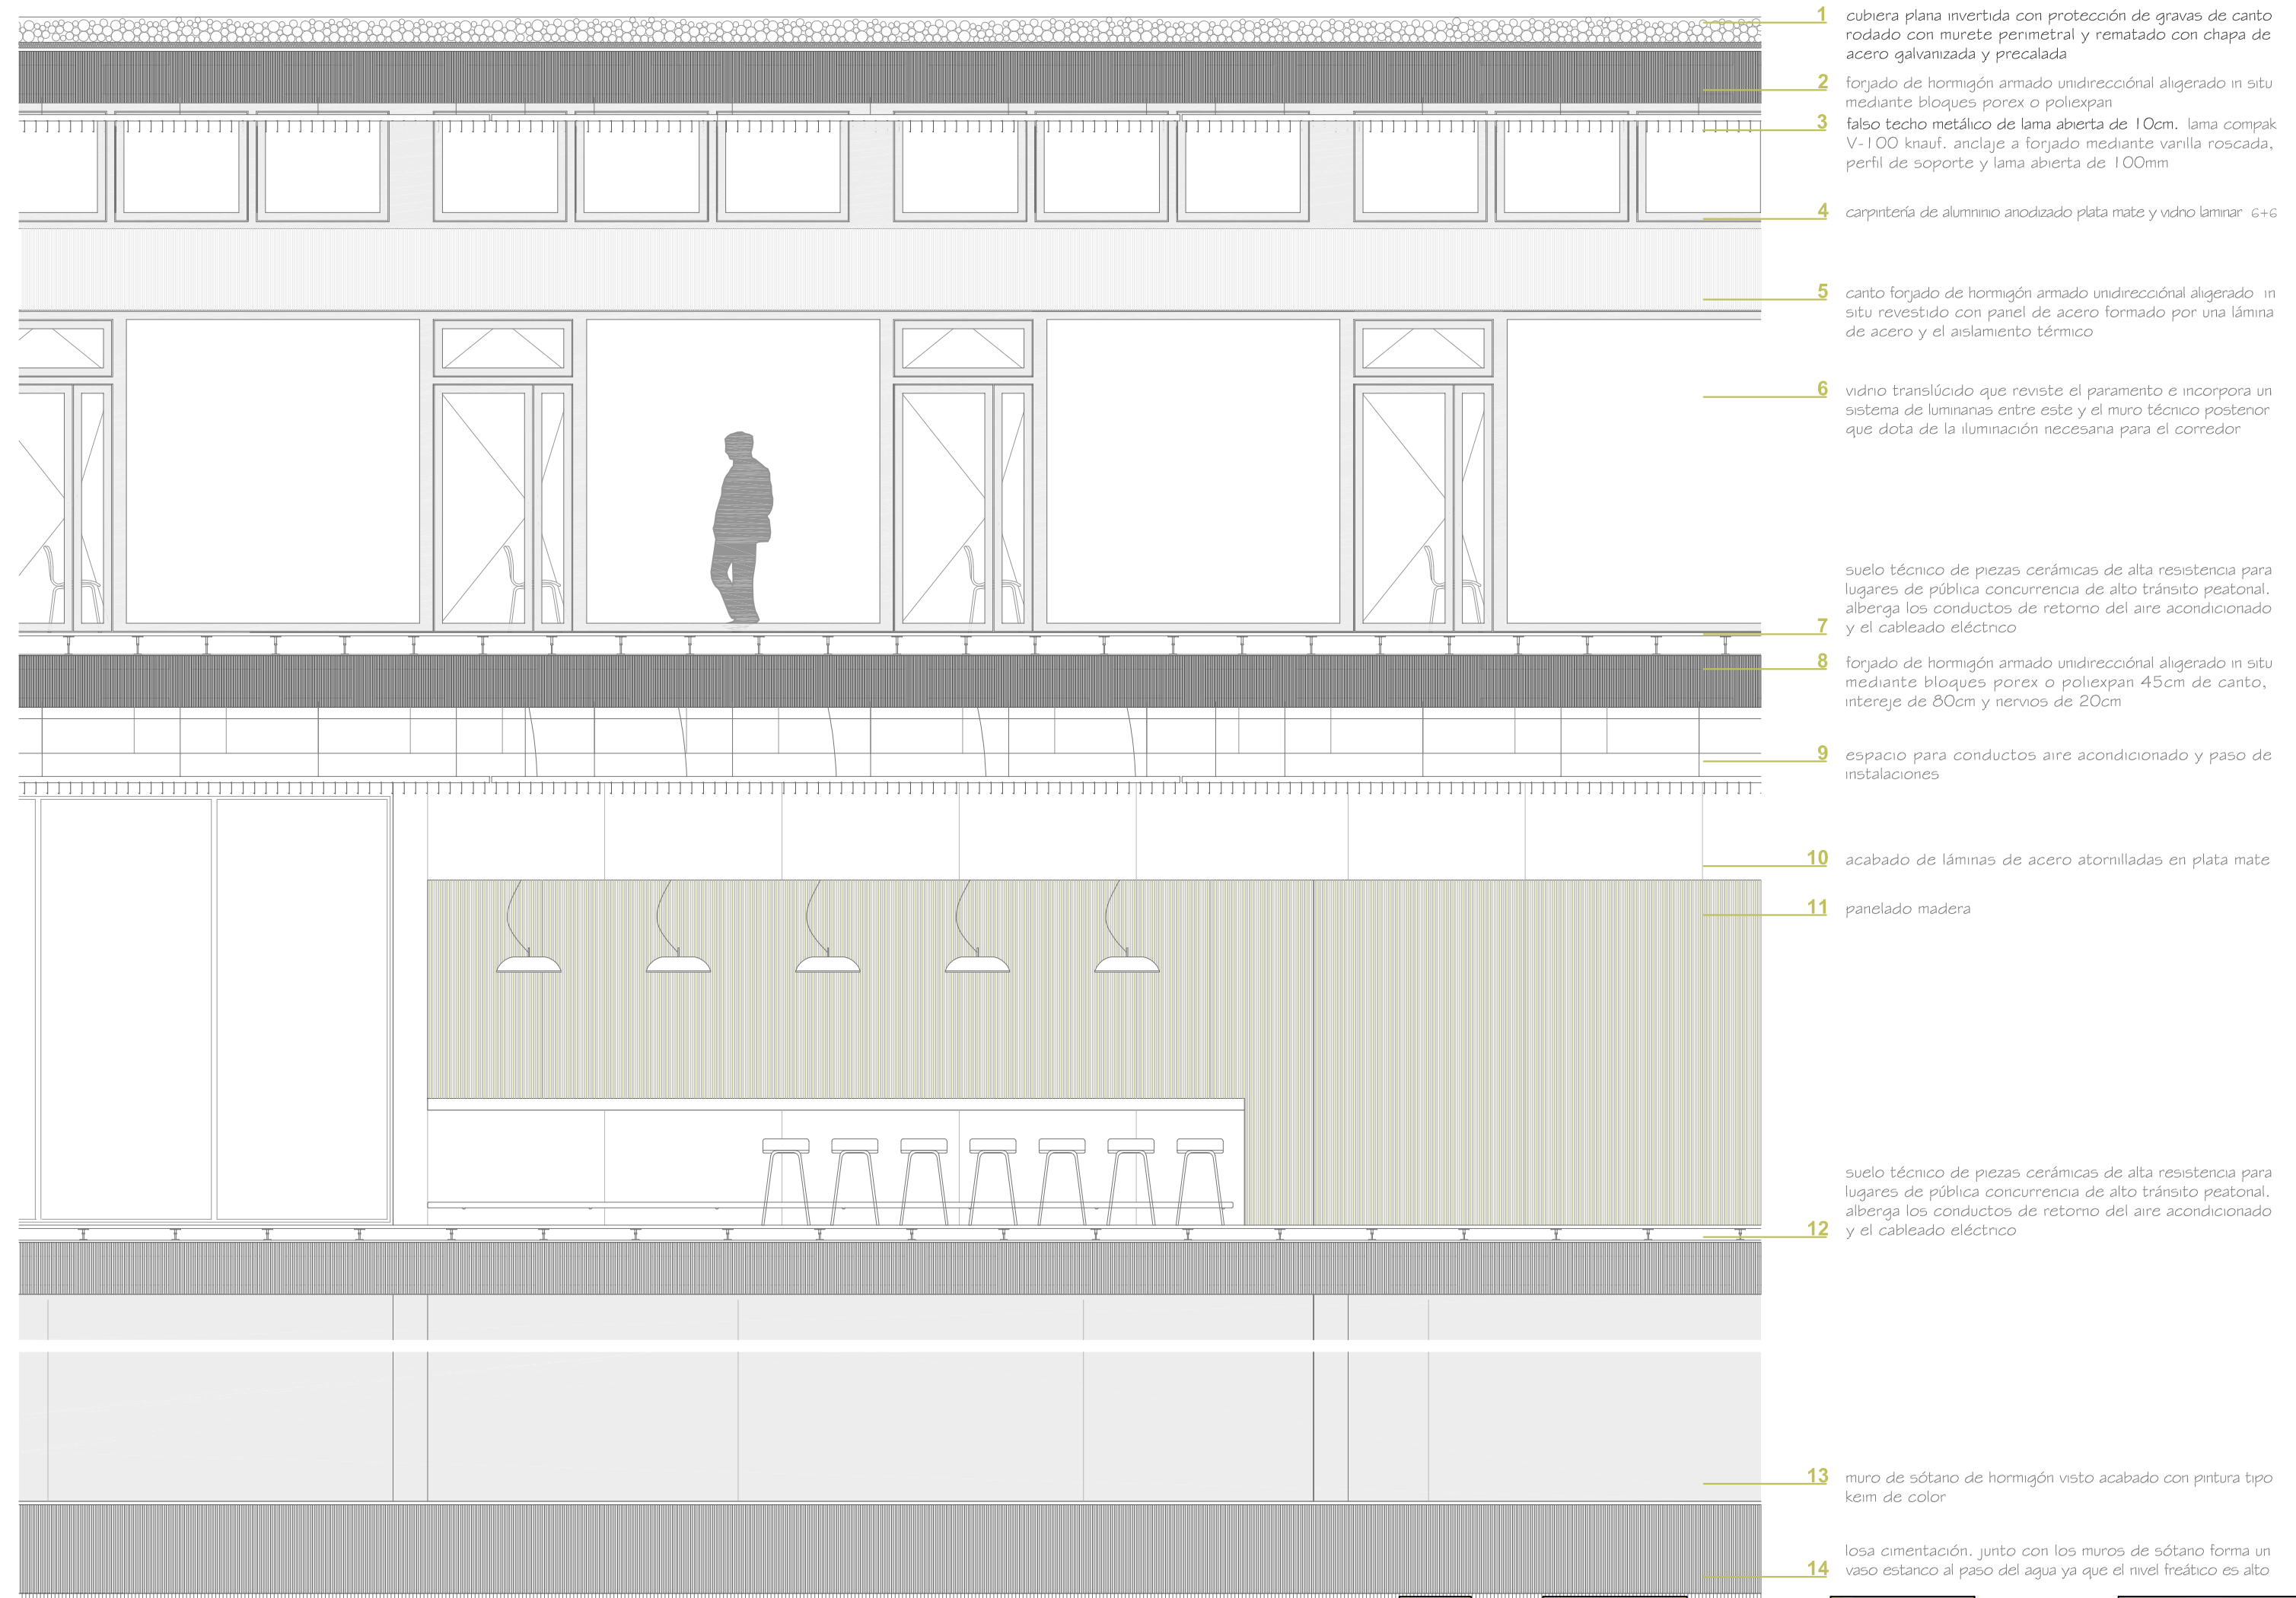 1 cubiera plana invertida con protección de gravas de canto
rodado con murete perimetral y rematado con chapa de
acero galvanizada y precalada
2 forjado de hormigón armado unidirecciónal aligerado in situ
mediante bloques porex o poliexpan
3 falso techo metálico de lama abierta de 10cm. lama compak
V-100 knauf. anclaje a forjado mediante varilla roscada,
perfil de soporte y lama abierta de 100mm
4 carpintería de alumninio anodizado plata mate y vidrio laminar 6+6
5 canto forjado de hormigón armado unidirecciónal aligerado in
situ revestido con panel de acero formado por una lámina
de acero y el aislamiento térmico
6 vidrio translúcido que reviste el paramento e incorpora un
sistema de luminarias entre este y el muro técnico posterior
que dota de la iluminación necesaria para el corredor
suelo técnico de piezas cerámicas de alta resistencia para
lugares de pública concurrencia de alto tránsito peatonal.
alberga los conductos de retorno del aire acondicionado
7 y el cableado eléctrico
8 forjado de hormigón armado unidirecciónal aligerado in situ
mediante bloques porex o poliexpan 45cm de canto,
intereje de 80cm y nervios de 20cm
9 espacio para conductos aire acondicionado y paso de
instalaciones
10 acabado de láminas de acero atornilladas en plata mate
11 panelado madera
suelo técnico de piezas cerámicas de alta resistencia para
lugares de pública concurrencia de alto tránsito peatonal.
alberga los conductos de retorno del aire acondicionado
12 y el cableado eléctrico
13 muro de sótano de hormigón visto acabado con pintura tipo
keim de color
losa cimentación. junto con los muros de sótano forma un
14 vaso estanco al paso del agua ya que el nivel freático es alto